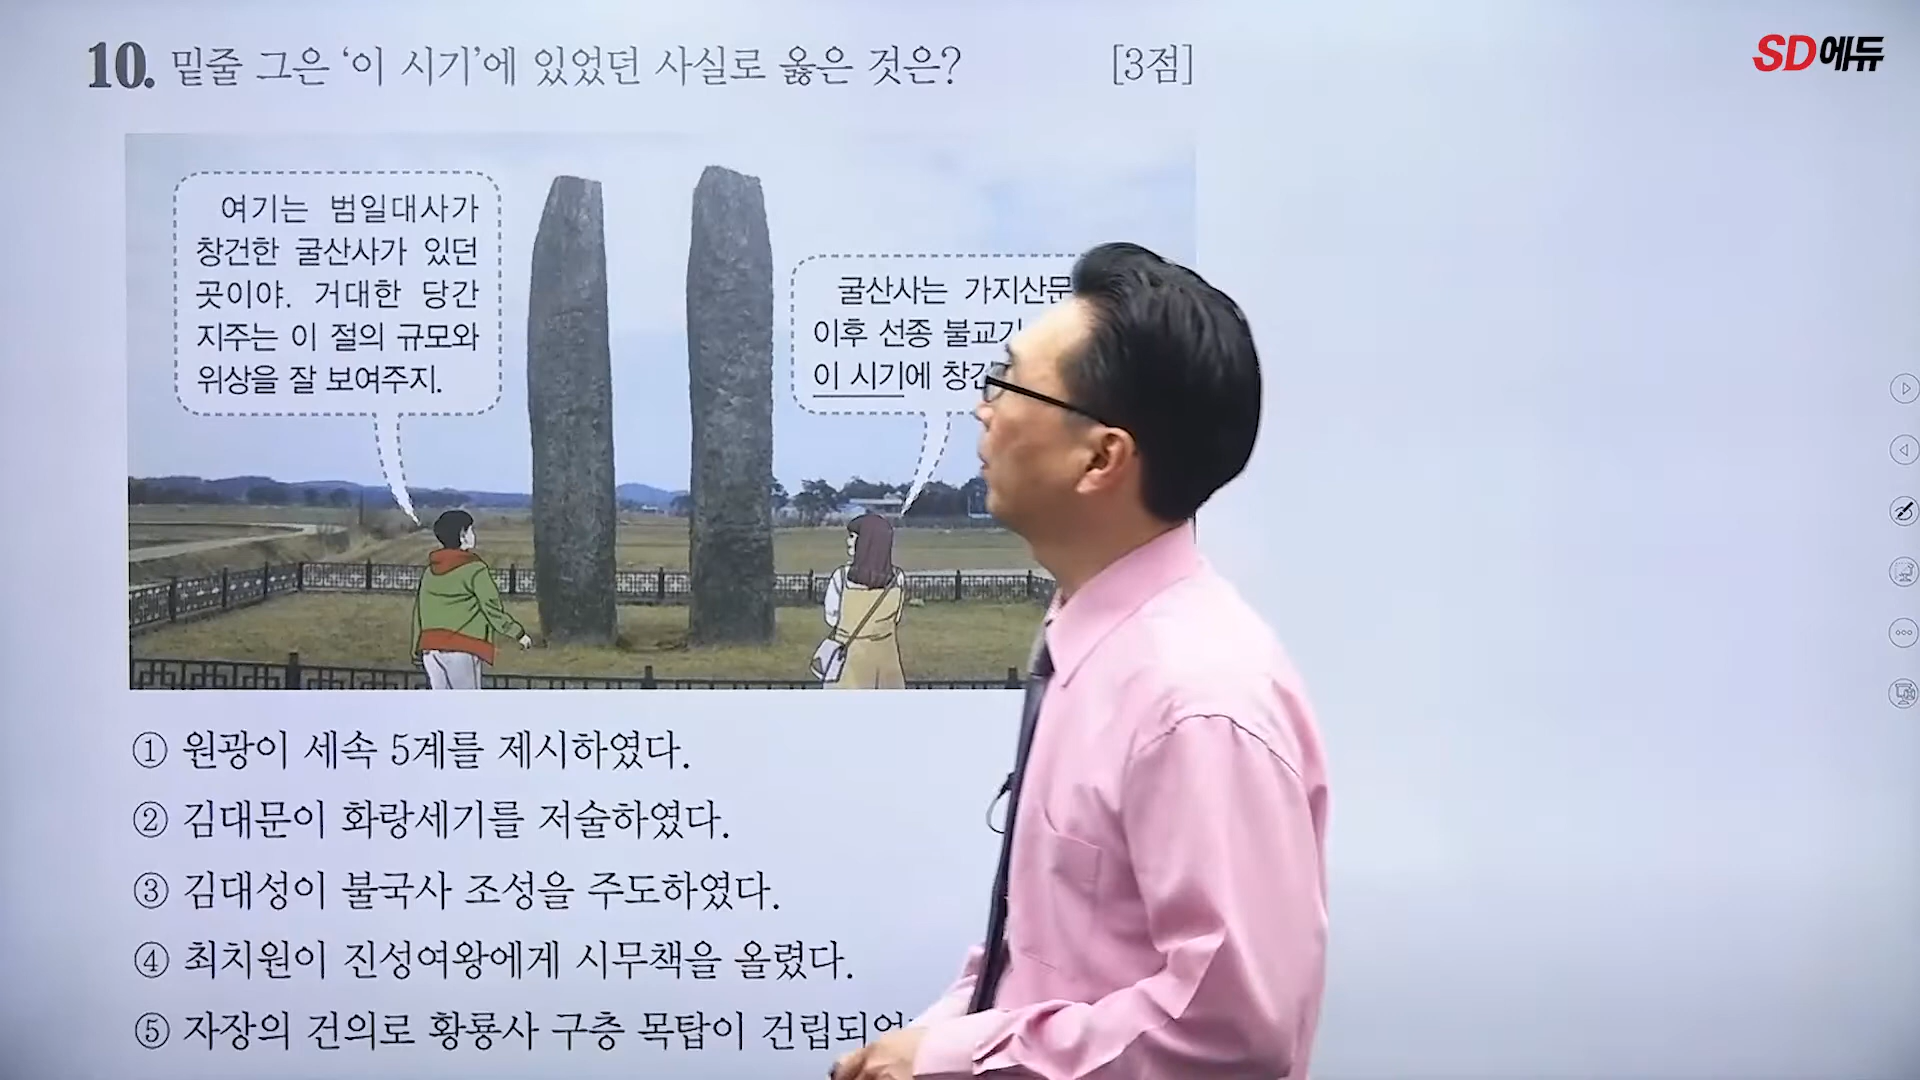 SD에듀
10. 밑줄 그은 ‘이 시기’에 있었던 사실로 옳은 것은? [3점]
여기는 범일대사가
창건한 굴산사가 있던
곳이야. 거대한 당간
지주는 이 절의 규모와
위상을 잘 보여주지.
굴산사는 가지산문
이후 선종 불교가
이 시기에
① 원광이 세속 5계를 제시하였다.
② 김대문이 화랑세기를 저술하였다.
③ 김대성이 불국사 조성을 주도하였다.
④ 최치원이 진성여왕에게 시무책을 올렸다.
⑤ 자장의 건의로 황룡사 구층 목탑이